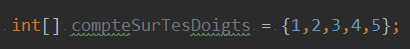 int[] compteSurTesDoigts = {1,2,3,4,5};